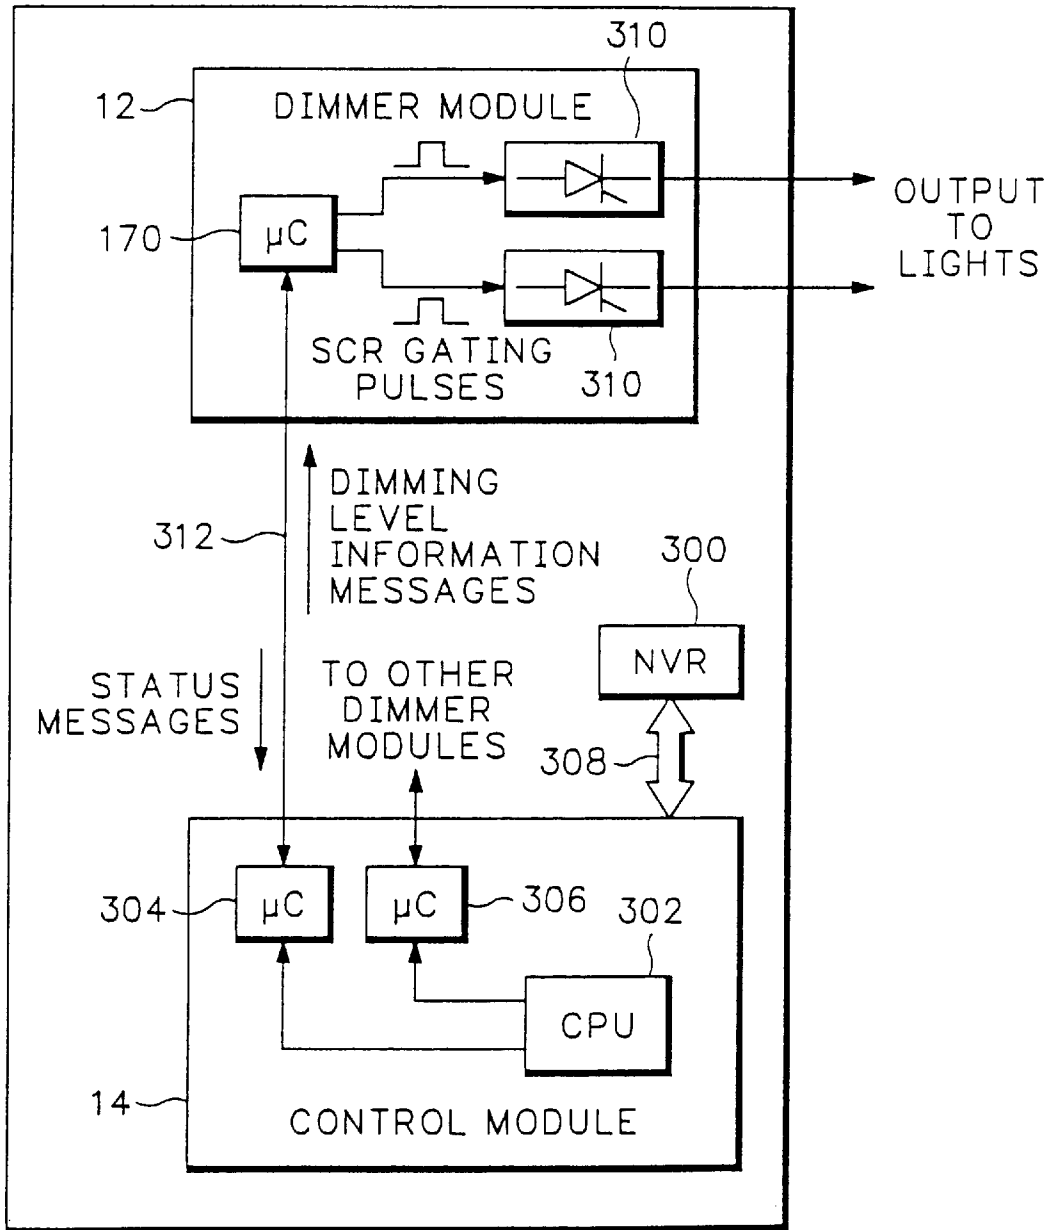 310
12
DIMMER MODULE
170
µC
OUTPUT
TO
LIGHTS
SCR GATING
PULSES
310
312
DIMMING
LEVEL
INFORMATION
MESSAGES
300
NVR
STATUS
MESSAGES
TO OTHER
DIMMER
MODULES
308
304
µC
µC
306
302
CPU
14
CONTROL MODULE